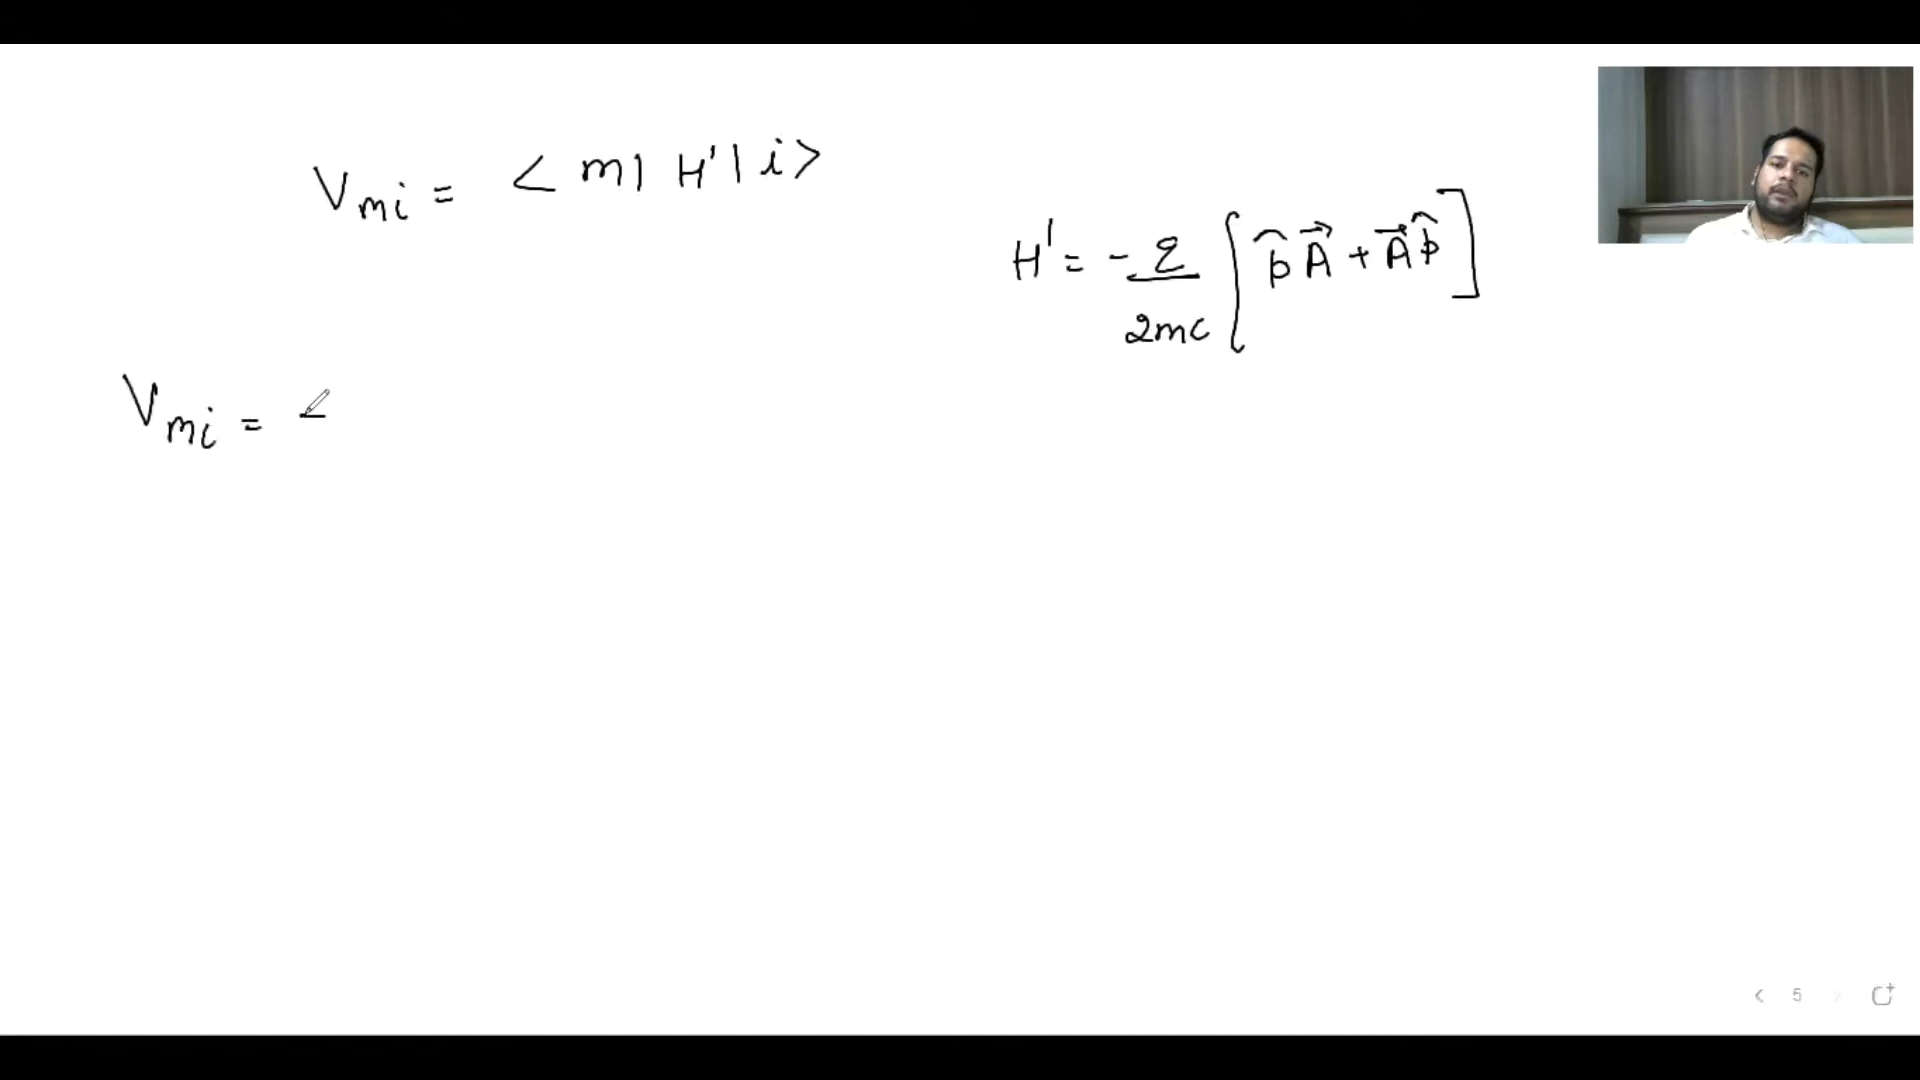 V_mi = < m| H' | i >
H' = - q/2mc [ p̂ A⃗ + A⃗ p̂ ]
V_mi = <
< 5 >